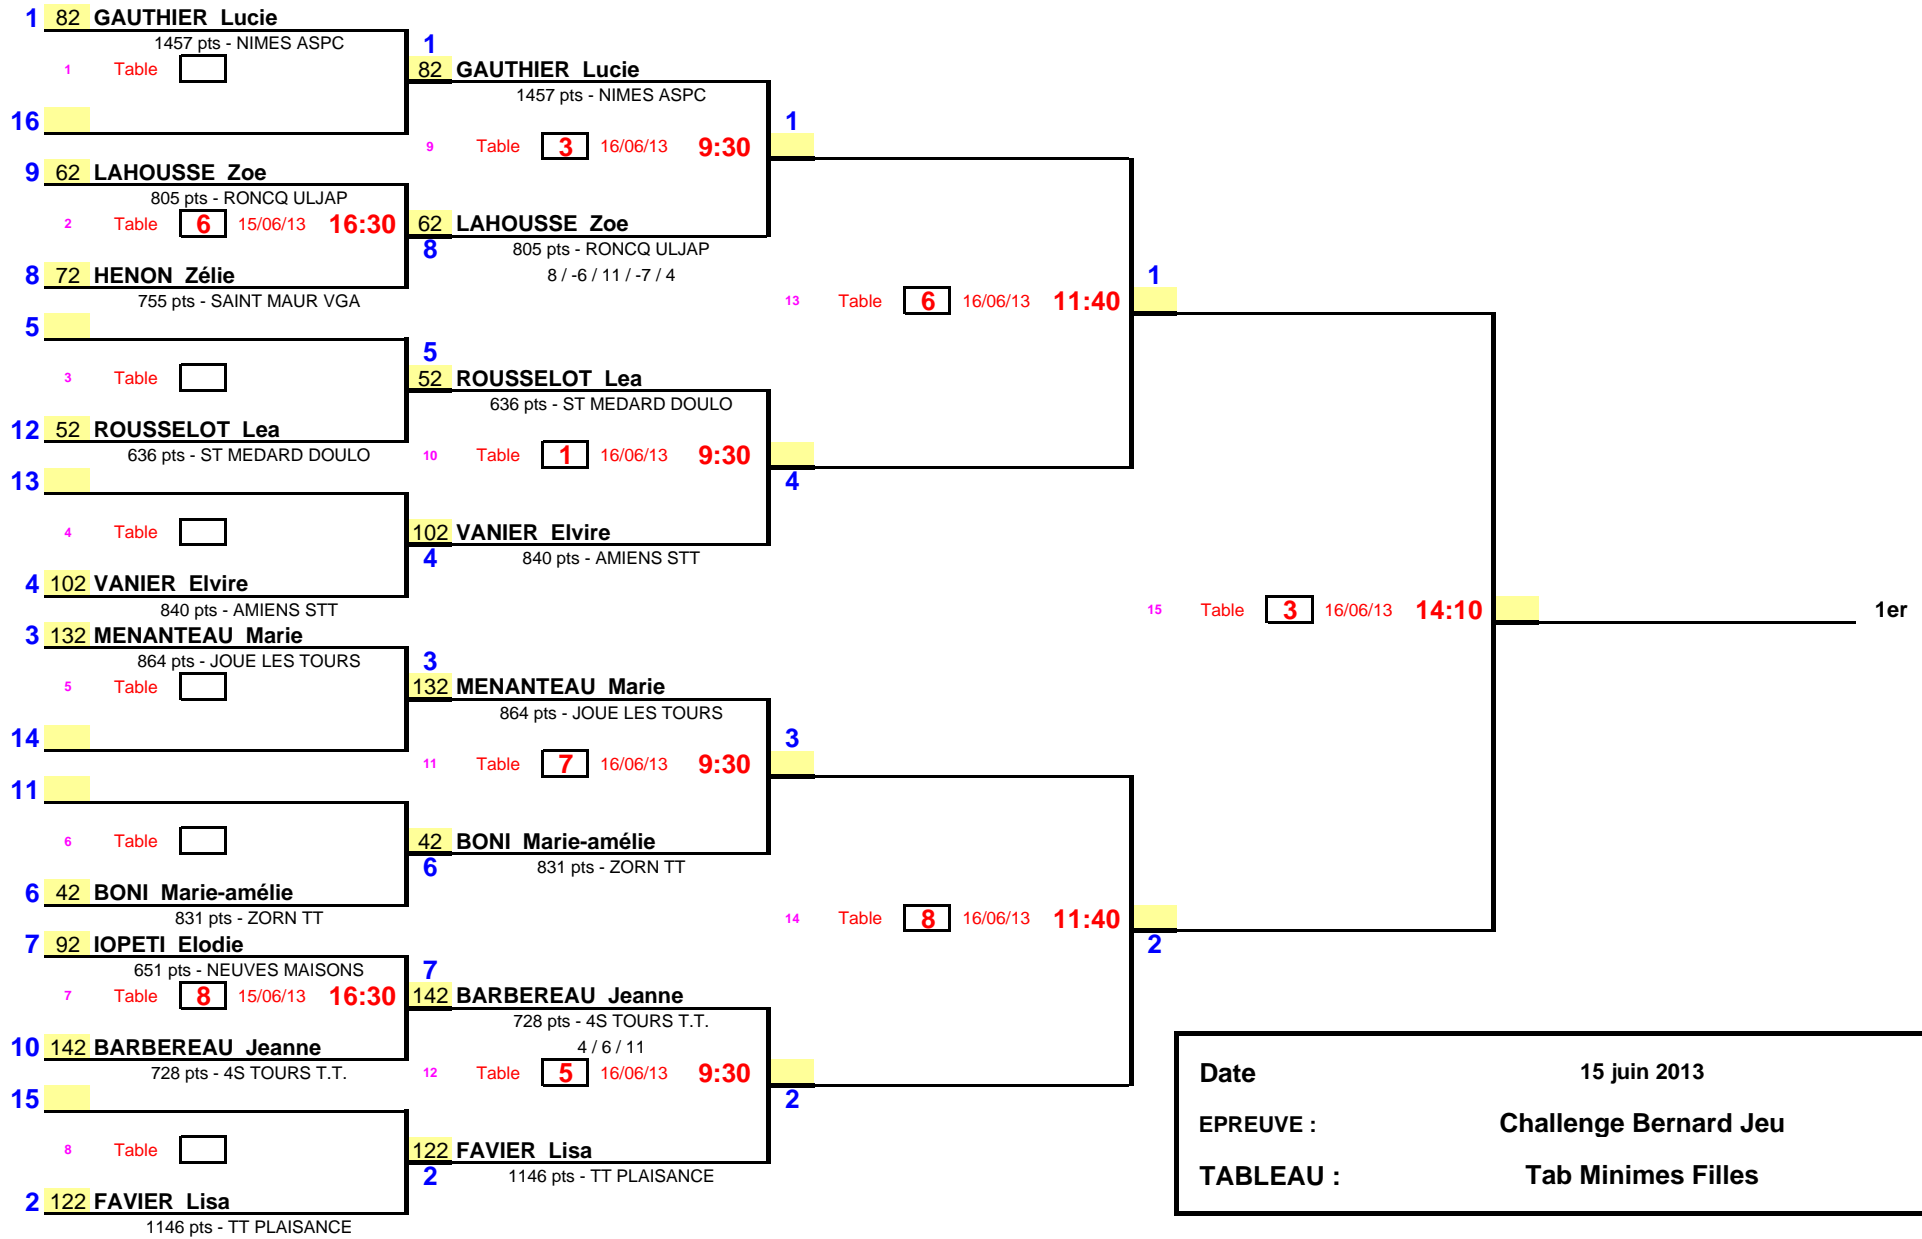 1 82 GAUTHIER Lucie
1457 pts - NIMES ASPC
1 Table
16
9 62 LAHOUSSE Zoe
805 pts - RONCQ ULJAP
2 Table 6 15/06/13 16:30
8 72 HENON Zélie
755 pts - SAINT MAUR VGA
5
3 Table
12 52 ROUSSELOT Lea
636 pts - ST MEDARD DOULO
13
4 Table
4 102 VANIER Elvire
840 pts - AMIENS STT
3 132 MENANTEAU Marie
864 pts - JOUE LES TOURS
5 Table
14
11
6 Table
6 42 BONI Marie-amélie
831 pts - ZORN TT
7 92 IOPETI Elodie
651 pts - NEUVES MAISONS
7 Table 8 15/06/13 16:30
10 142 BARBEREAU Jeanne
728 pts - 4S TOURS T.T.
15
8 Table
2 122 FAVIER Lisa
1146 pts - TT PLAISANCE
1
82 GAUTHIER Lucie
1457 pts - NIMES ASPC
9 Table 3 16/06/13 9:30
62 LAHOUSSE Zoe
8
805 pts - RONCQ ULJAP
8 / -6 / 11 / -7 / 4
5
52 ROUSSELOT Lea
636 pts - ST MEDARD DOULO
10 Table 1 16/06/13 9:30
102 VANIER Elvire
4
840 pts - AMIENS STT
3
132 MENANTEAU Marie
864 pts - JOUE LES TOURS
11 Table 7 16/06/13 9:30
42 BONI Marie-amélie
6
831 pts - ZORN TT
7
142 BARBEREAU Jeanne
728 pts - 4S TOURS T.T.
4 / 6 / 11
12 Table 5 16/06/13 9:30
122 FAVIER Lisa
2
1146 pts - TT PLAISANCE
1
13 Table 6 16/06/13 11:40
4
3
14 Table 8 16/06/13 11:40
2
1
15 Table 3 16/06/13 14:10
2
1er
Date 15 juin 2013
EPREUVE : Challenge Bernard Jeu
TABLEAU : Tab Minimes Filles